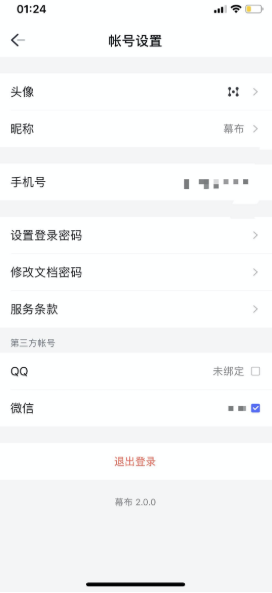 01:24
帐号设置
头像
昵称 幕布
手机号
设置登录密码
修改文档密码
服务条款
第三方帐号
QQ 未绑定
微信
退出登录
幕布 2.0.0